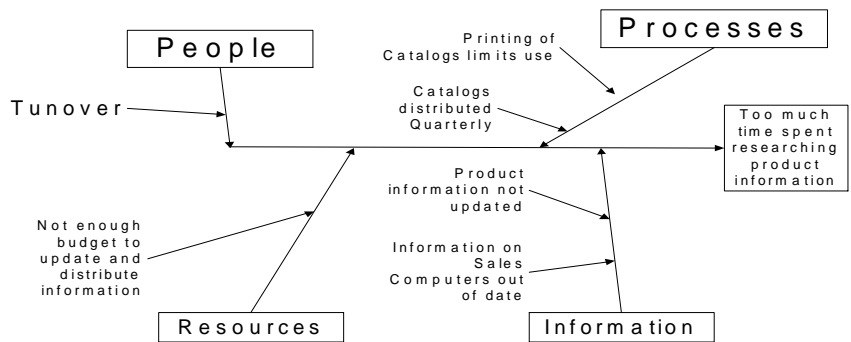 People
Processes
Printing of
Catalogs limits use
Tunover
Catalogs
distributed
Quarterly
Too much
time spent
researching
product
information
Product
information not
updated
Not enough
budget to
update and
distribute
information
Information on
Sales
Computers out
of date
Resources
Information